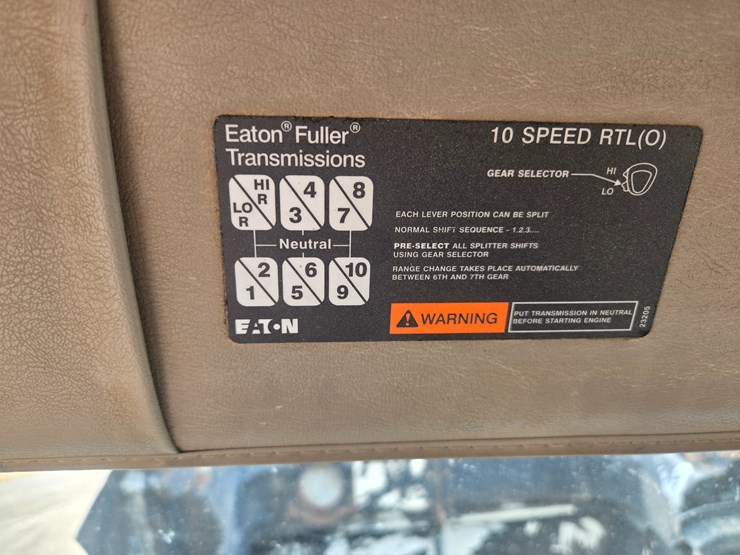 Eaton® Fuller®
Transmissions
10 SPEED RTL(O)
GEAR SELECTOR
HI
LO
HI
R
LO
R
4
3
8
7
Neutral
2
1
6
5
10
9
EACH LEVER POSITION CAN BE SPLIT
NORMAL SHIFT SEQUENCE - 1.2.3....
PRE-SELECT ALL SPLITTER SHIFTS
USING GEAR SELECTOR
RANGE CHANGE TAKES PLACE AUTOMATICALLY
BETWEEN 6TH AND 7TH GEAR
EATON
WARNING
PUT TRANSMISSION IN NEUTRAL
BEFORE STARTING ENGINE
23205